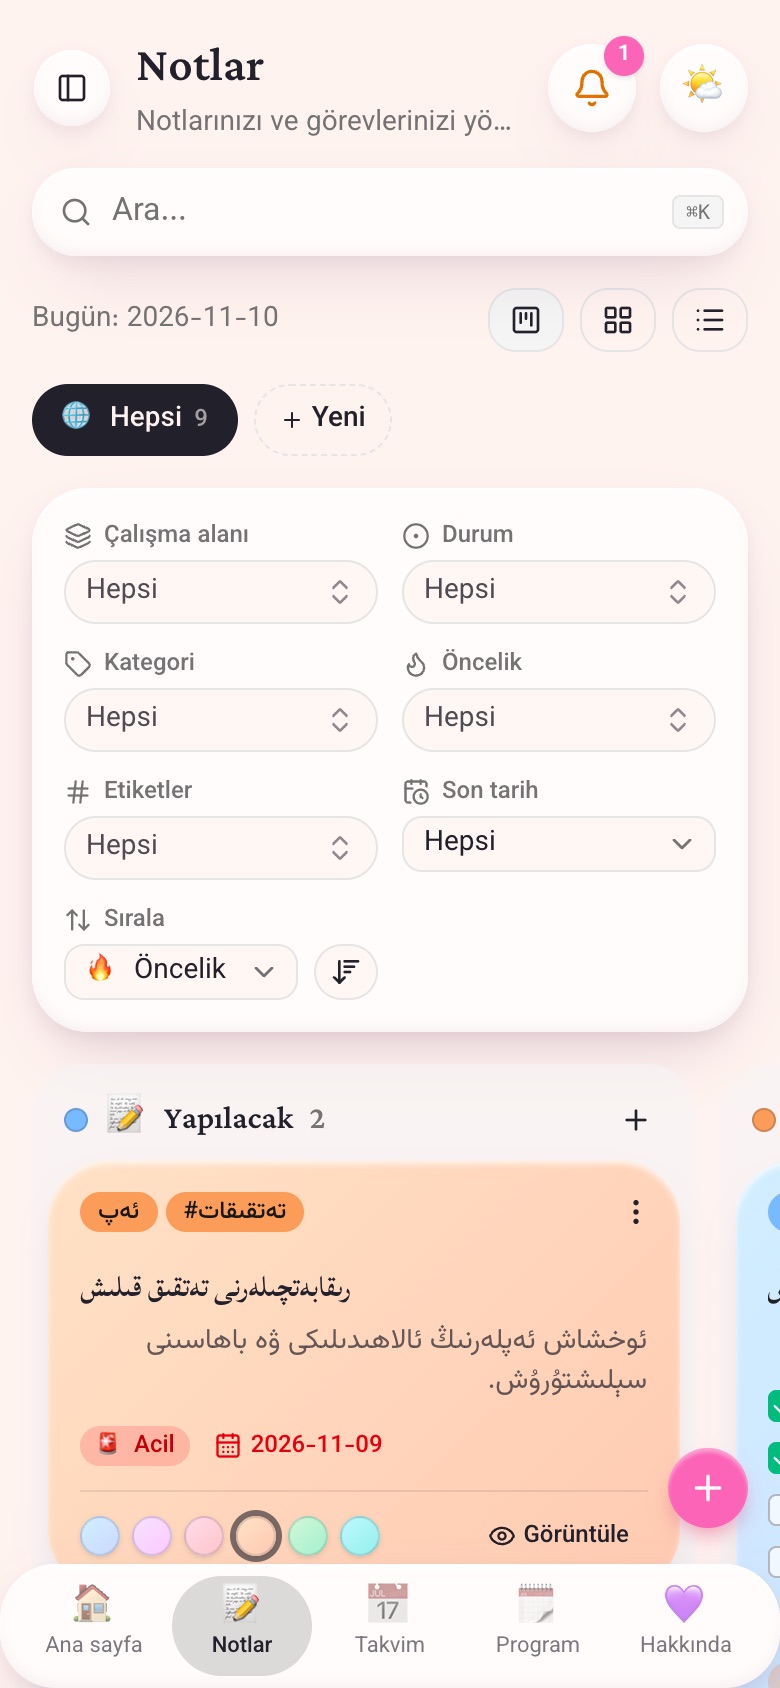 Notlar
Notlarınızı ve görevlerinizi yö...
1
Ara...
⌘K
Bugün: 2026-11-10
Hepsi 9
+ Yeni
Çalışma alanı
Durum
Hepsi
Hepsi
Kategori
Öncelik
Hepsi
Hepsi
Etiketler
Son tarih
Hepsi
Hepsi
Sırala
Öncelik
Yapılacak 2
ئەپ
#تەتقىقات
رىقابەتچىلەرنى تەتقىق قىلىش
ئوخشاش ئەپلەرنىڭ ئالاھىدىلىكى ۋە باھاسىنى
سېلىشتۇرۇش.
Acil
2026-11-09
Görüntüle
Ana sayfa
Notlar
JUL
17
Takvim
Program
Hakkında